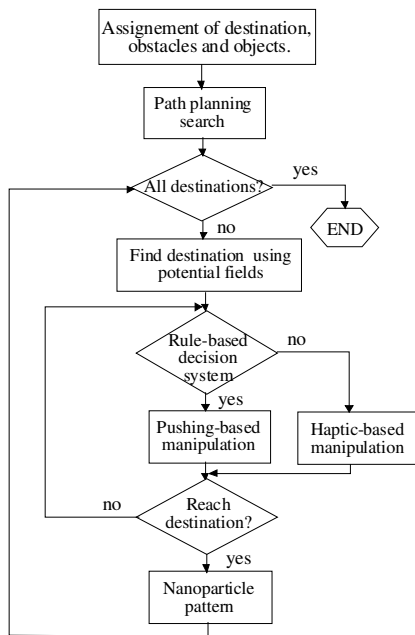 Assignement of destination,
obstacles and objects.
Path planning
search
All destinations?
yes
END
no
Find destination using
potential fields
Rule-based
decision
system
no
yes
Pushing-based
manipulation
Haptic-based
manipulation
no
Reach
destination?
yes
Nanoparticle
pattern